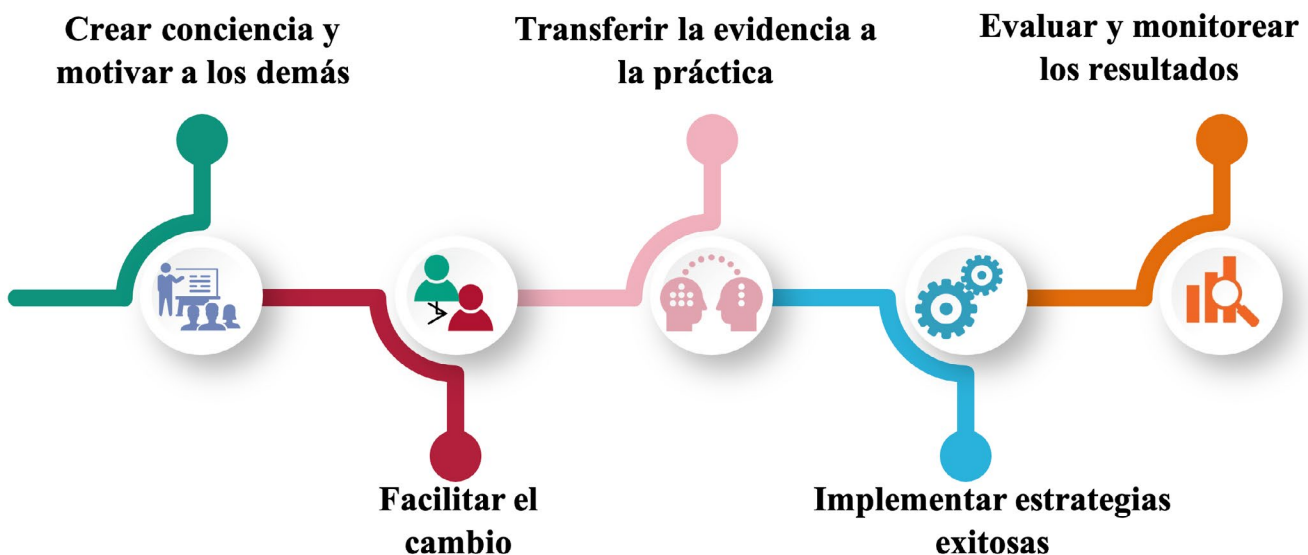 Crear conciencia y
motivar a los demás
Facilitar el
cambio
Transferir la evidencia a
la práctica
Implementar estrategias
exitosas
Evaluar y monitorear
los resultados